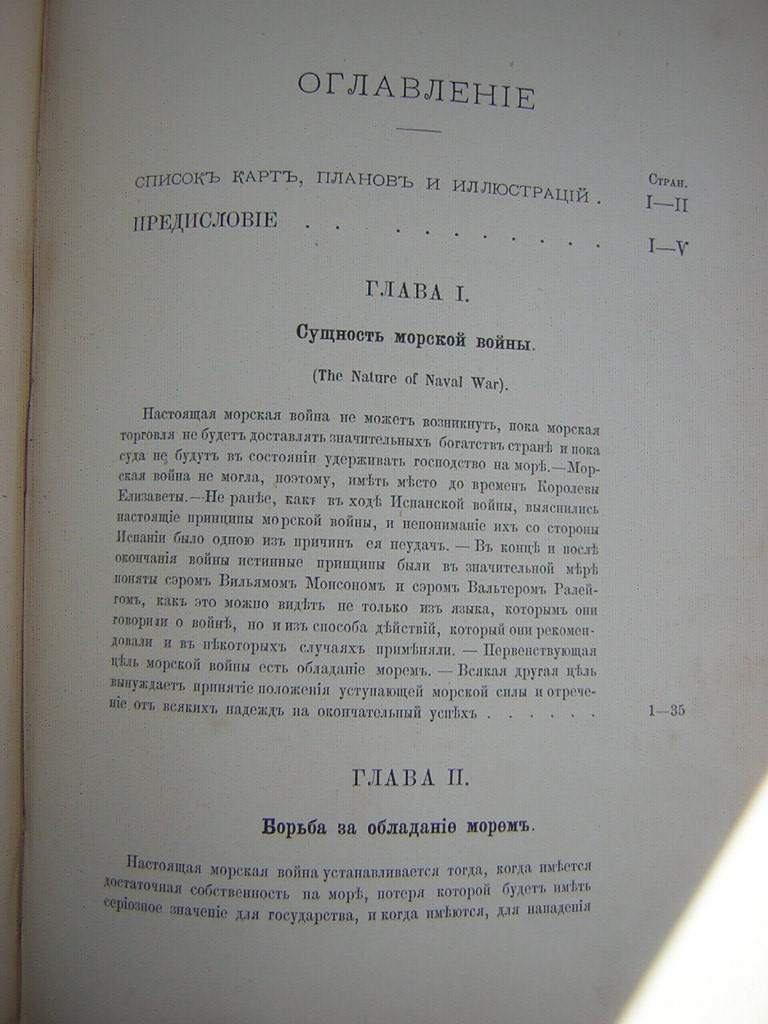 ОГЛАВЛЕНІЕ
Стран.
СПИСОКЪ КАРТЪ, ПЛАНОВЪ И ИЛЛЮСТРАЦІЙ . I—II
ПРЕДИСЛОВІЕ . . . . . . . . . I—V
ГЛАВА I.
Сущность морской войны.
(The Nature of Naval War).
Настоящая морская война не можетъ возникнуть, пока морская
торговля не будетъ доставлять значительныхъ богатствъ странѣ и пока
суда не будутъ въ состояніи удерживать господство на морѣ.—Мор-
ская война не могла, поэтому, имѣть мѣсто до временъ Королевы
Елизаветы.—Не ранѣе, какъ въ ходѣ Испанской войны, выяснились
настоящіе принципы морской войны, и непониманіе ихъ со стороны
Испаніи было одною изъ причинъ ея неудачъ. — Въ концѣ и послѣ
окончанія войны истинные принципы были въ значительной мѣрѣ
поняты сэромъ Вильямомъ Монсономъ и сэромъ Вальтеромъ Ралей-
гомъ, какъ это можно видѣть не только изъ языка, которымъ они
говорили о войнѣ, но и изъ способа дѣйствій, который они рекомен-
довали и въ нѣкоторыхъ случаяхъ примѣняли. — Первенствующая
цѣль морской войны есть обладаніе моремъ. — Всякая другая цѣль
вынуждаетъ принятіе положенія уступающей морской силы и отрече-
ніе отъ всякихъ надеждъ на окончательный успѣхъ . . . . . . 1—35
ГЛАВА II.
Борьба за обладаніе моремъ.
Настоящая морская война устанавливается тогда, когда имѣется
достаточная собственность на морѣ, потеря которой будетъ имѣть
серіозное значеніе для государства, и когда имѣются, для нападенія